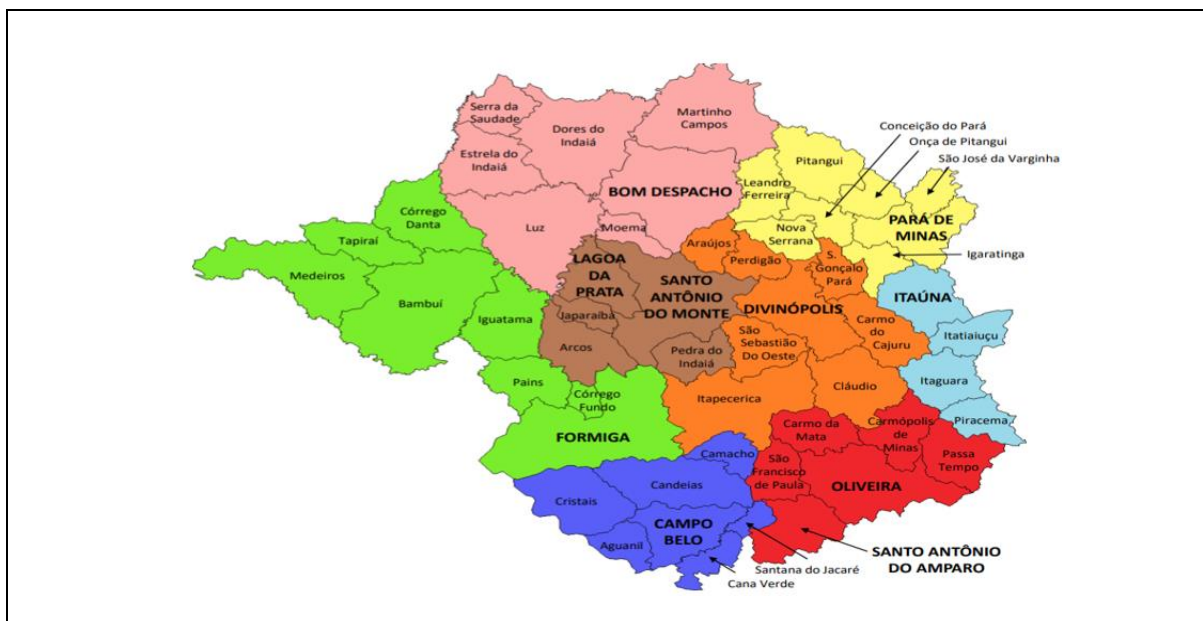 Serra da
Saudade
Dores do
Indaiá
Martinho
Campos
Estrela do
Indaiá
BOM DESPACHO
Luz
Moema
Conceição do Pará
Onça de Pitangui
São José da Varginha
Pitangui
Leandro
Ferreira
PARÁ DE
MINAS
Nova
Serrana
Igaratinga
Córrego
Danta
Tapiraí
Medeiros
Bambuí
Iguatama
Pains
Córrego
Fundo
FORMIGA
LAGOA
DA
PRATA
SANTO
ANTÔNIO
DO MONTE
Japaraíba
Arcos
Pedra do
Indaiá
Araújos
Perdigão
S.
Gonçalo
Pará
DIVINÓPOLIS
São
Sebastião
Do Oeste
Carmo
do
Cajuru
Itapecerica
Cláudio
ITAÚNA
Itatiaiuçu
Itaguara
Piracema
Carmo da
Mata
Carmópolis
de
Minas
Passa
Tempo
São
Francisco
de Paula
OLIVEIRA
SANTO ANTÔNIO
DO AMPARO
Camacho
Candeias
Cristais
CAMPO
BELO
Aguanil
Santana do Jacaré
Cana Verde